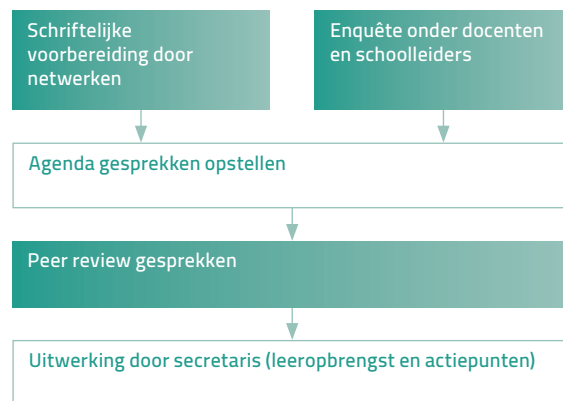 Schriftelijke
voorbereiding door
netwerken
Enquête onder docenten
en schoolleiders
Agenda gesprekken opstellen
Peer review gesprekken
Uitwerking door secretaris (leeropbrengst en actiepunten)